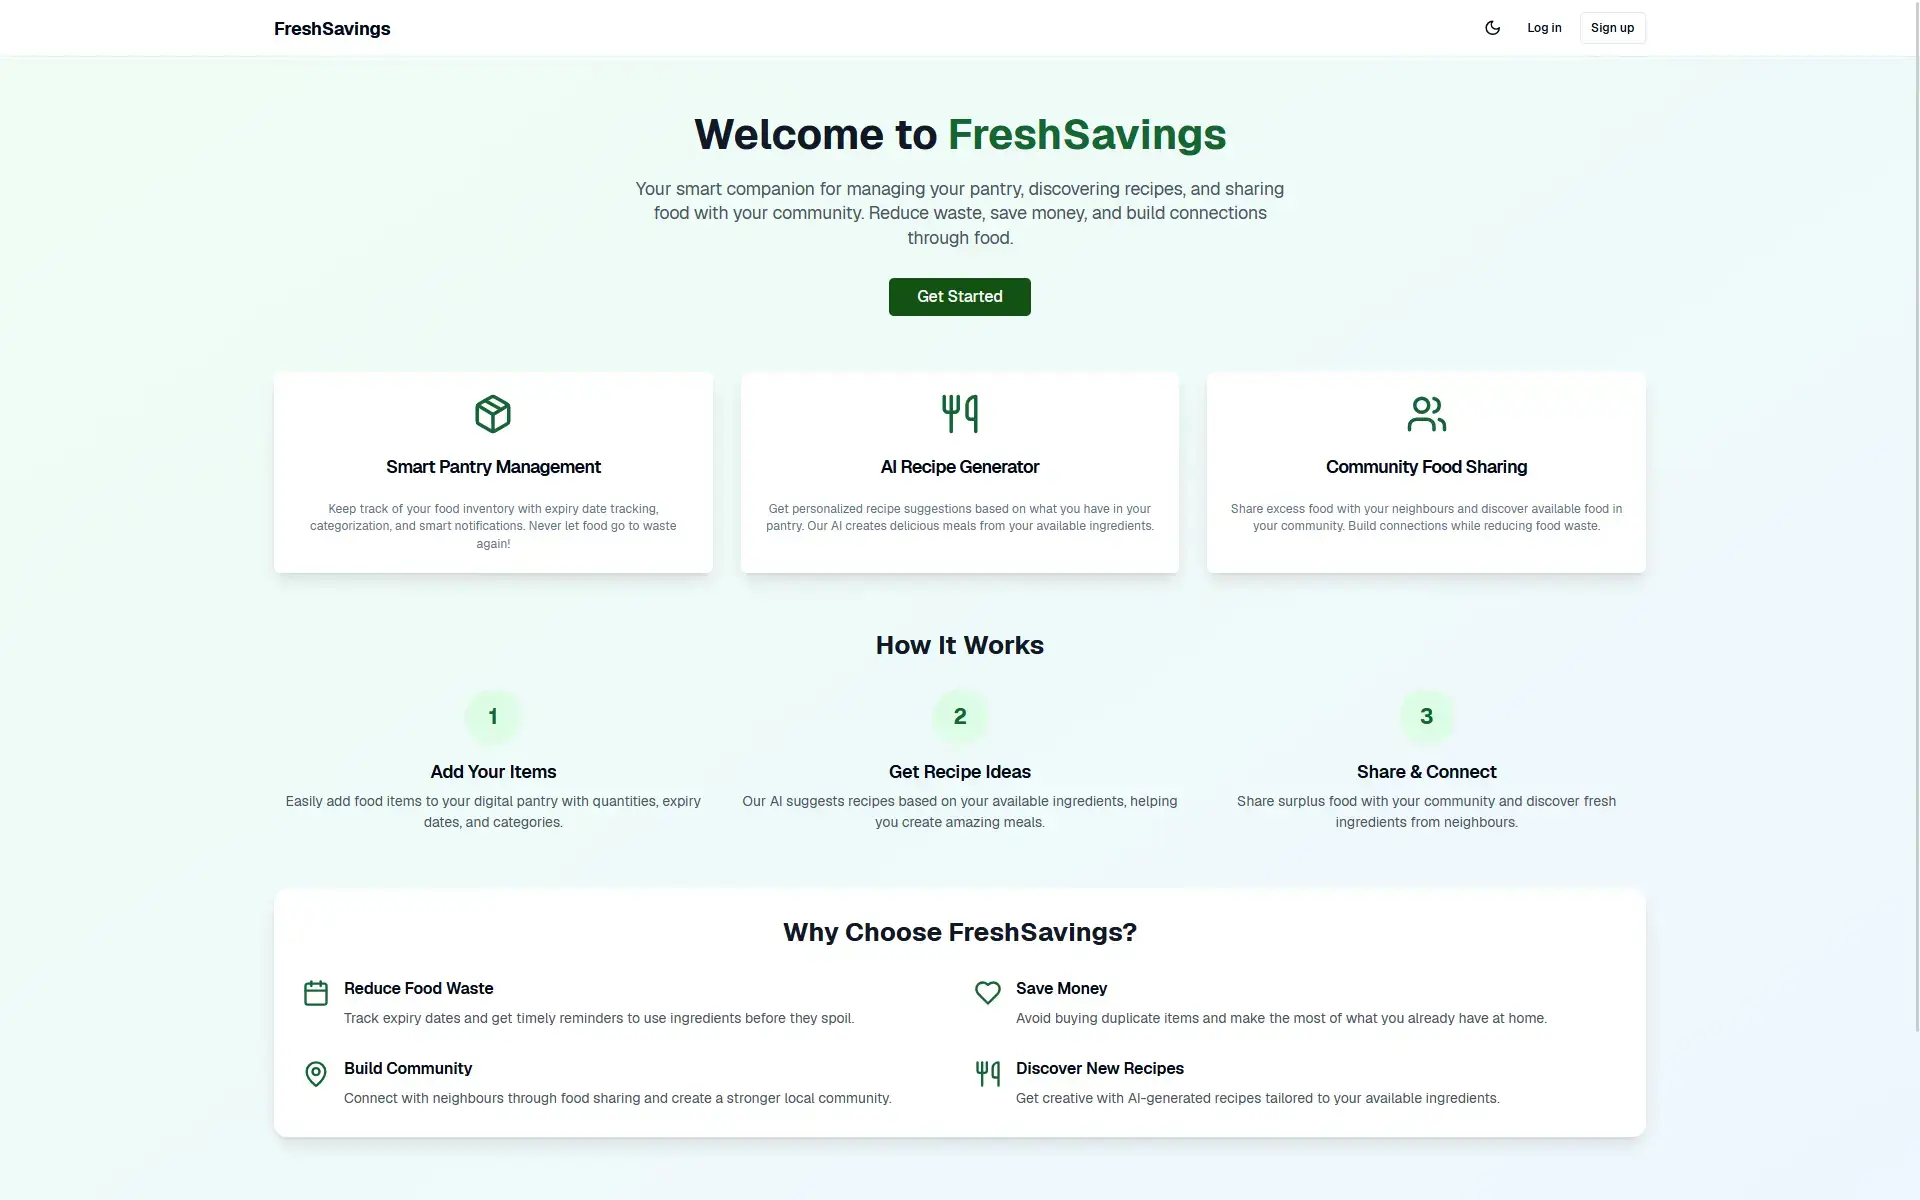 FreshSavings
Log in
Sign up
Welcome to FreshSavings
Your smart companion for managing your pantry, discovering recipes, and sharing
food with your community. Reduce waste, save money, and build connections
through food.
Get Started
Smart Pantry Management
Keep track of your food inventory with expiry date tracking,
categorization, and smart notifications. Never let food go to waste
again!
AI Recipe Generator
Get personalized recipe suggestions based on what you have in your
pantry. Our AI creates delicious meals from your available ingredients.
Community Food Sharing
Share excess food with your neighbours and discover available food in
your community. Build connections while reducing food waste.
How It Works
1
Add Your Items
Easily add food items to your digital pantry with quantities, expiry
dates, and categories.
2
Get Recipe Ideas
Our AI suggests recipes based on your available ingredients, helping
you create amazing meals.
3
Share & Connect
Share surplus food with your community and discover fresh
ingredients from neighbours.
Why Choose FreshSavings?
Reduce Food Waste
Track expiry dates and get timely reminders to use ingredients before they spoil.
Save Money
Avoid buying duplicate items and make the most of what you already have at home.
Build Community
Connect with neighbours through food sharing and create a stronger local community.
Discover New Recipes
Get creative with AI-generated recipes tailored to your available ingredients.